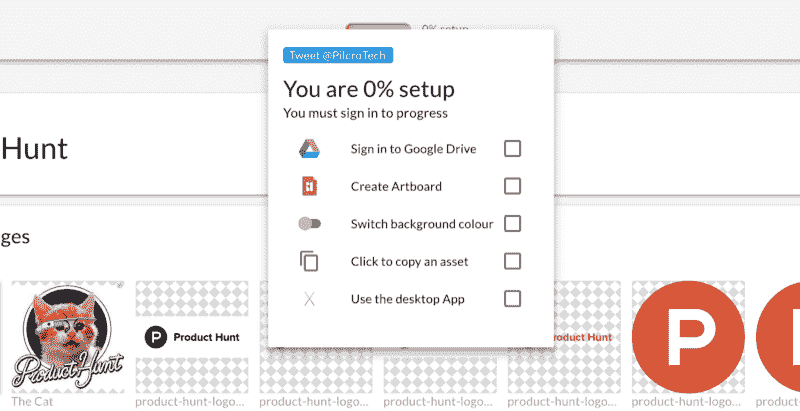 0% setup
Tweet @PilcroTech
You are 0% setup
You must sign in to progress
Sign in to Google Drive
Create Artboard
Switch background colour
Click to copy an asset
X
Use the desktop App
Hunt
ges
Product Hunt
P Product Hunt
Product Hunt
P
The Cat
product-hunt-logo...
product-hunt-logo...
product-hunt-logo...
product-hunt-logo...
product-hunt-logo...
product-hunt-logo